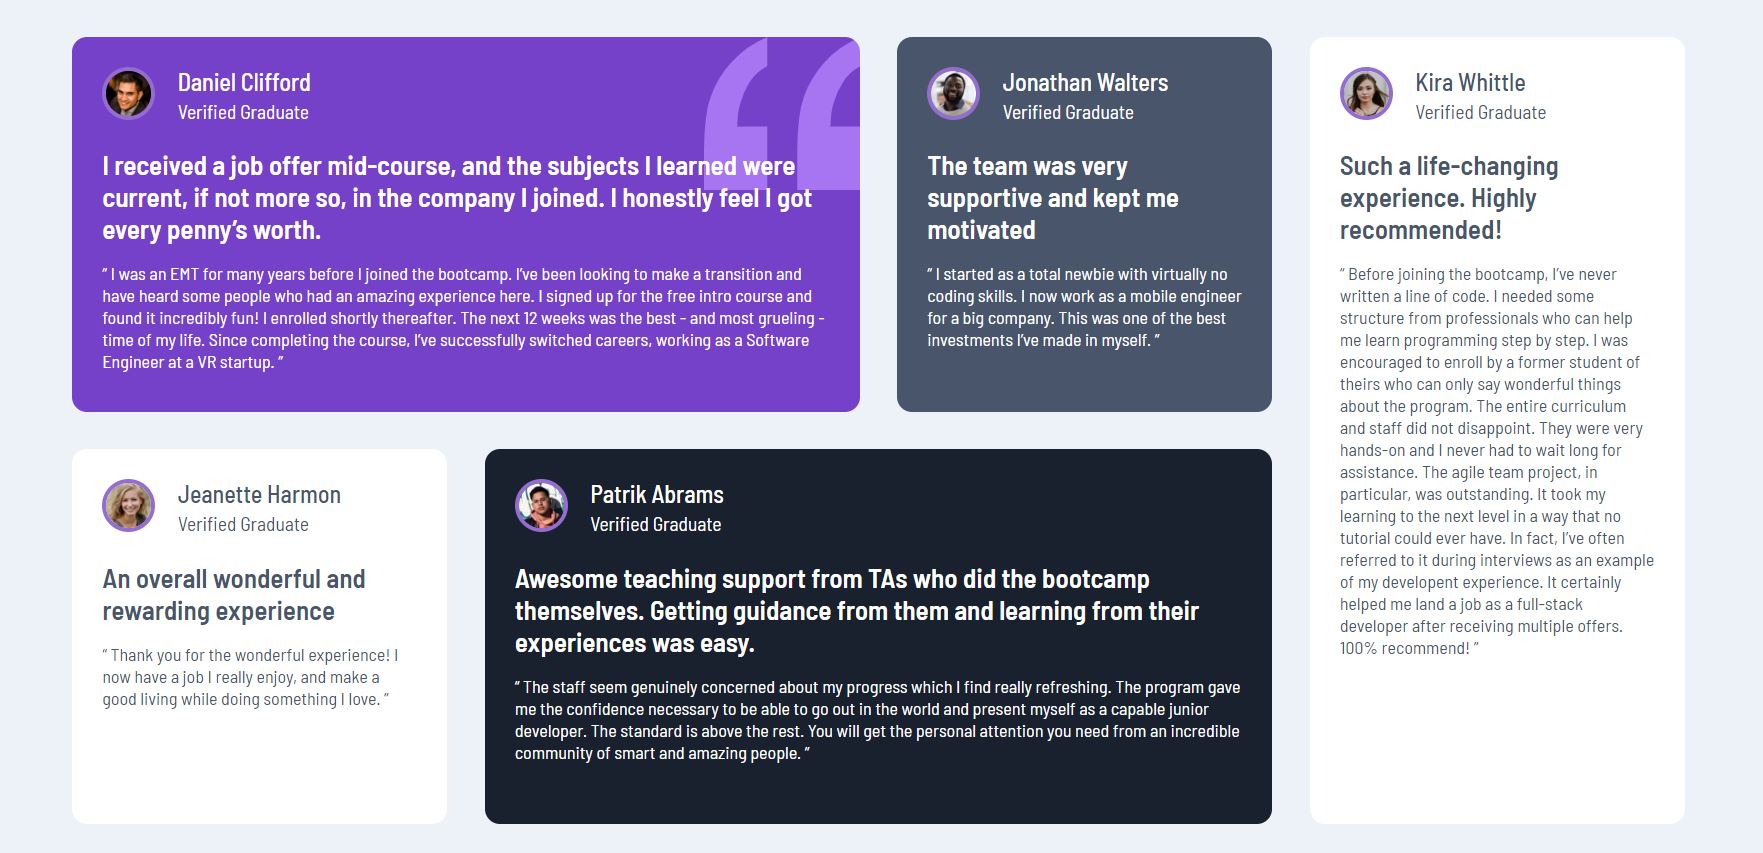 Daniel Clifford
Verified Graduate
I received a job offer mid-course, and the subjects I learned were
current, if not more so, in the company I joined. I honestly feel I got
every penny’s worth.
“ I was an EMT for many years before I joined the bootcamp. I’ve been looking to make a transition and
have heard some people who had an amazing experience here. I signed up for the free intro course and
found it incredibly fun! I enrolled shortly thereafter. The next 12 weeks was the best - and most grueling -
time of my life. Since completing the course, I’ve successfully switched careers, working as a Software
Engineer at a VR startup. ”
Jonathan Walters
Verified Graduate
The team was very
supportive and kept me
motivated
“ I started as a total newbie with virtually no
coding skills. I now work as a mobile engineer
for a big company. This was one of the best
investments I’ve made in myself. ”
Kira Whittle
Verified Graduate
Such a life-changing
experience. Highly
recommended!
“ Before joining the bootcamp, I’ve never
written a line of code. I needed some
structure from professionals who can help
me learn programming step by step. I was
encouraged to enroll by a former student of
theirs who can only say wonderful things
about the program. The entire curriculum
and staff did not disappoint. They were very
hands-on and I never had to wait long for
assistance. The agile team project, in
particular, was outstanding. It took my
learning to the next level in a way that no
tutorial could ever have. In fact, I’ve often
referred to it during interviews as an example
of my developent experience. It certainly
helped me land a job as a full-stack
developer after receiving multiple offers.
100% recommend! ”
Jeanette Harmon
Verified Graduate
An overall wonderful and
rewarding experience
“ Thank you for the wonderful experience! I
now have a job I really enjoy, and make a
good living while doing something I love. ”
Patrik Abrams
Verified Graduate
Awesome teaching support from TAs who did the bootcamp
themselves. Getting guidance from them and learning from their
experiences was easy.
“ The staff seem genuinely concerned about my progress which I find really refreshing. The program gave
me the confidence necessary to be able to go out in the world and present myself as a capable junior
developer. The standard is above the rest. You will get the personal attention you need from an incredible
community of smart and amazing people. ”